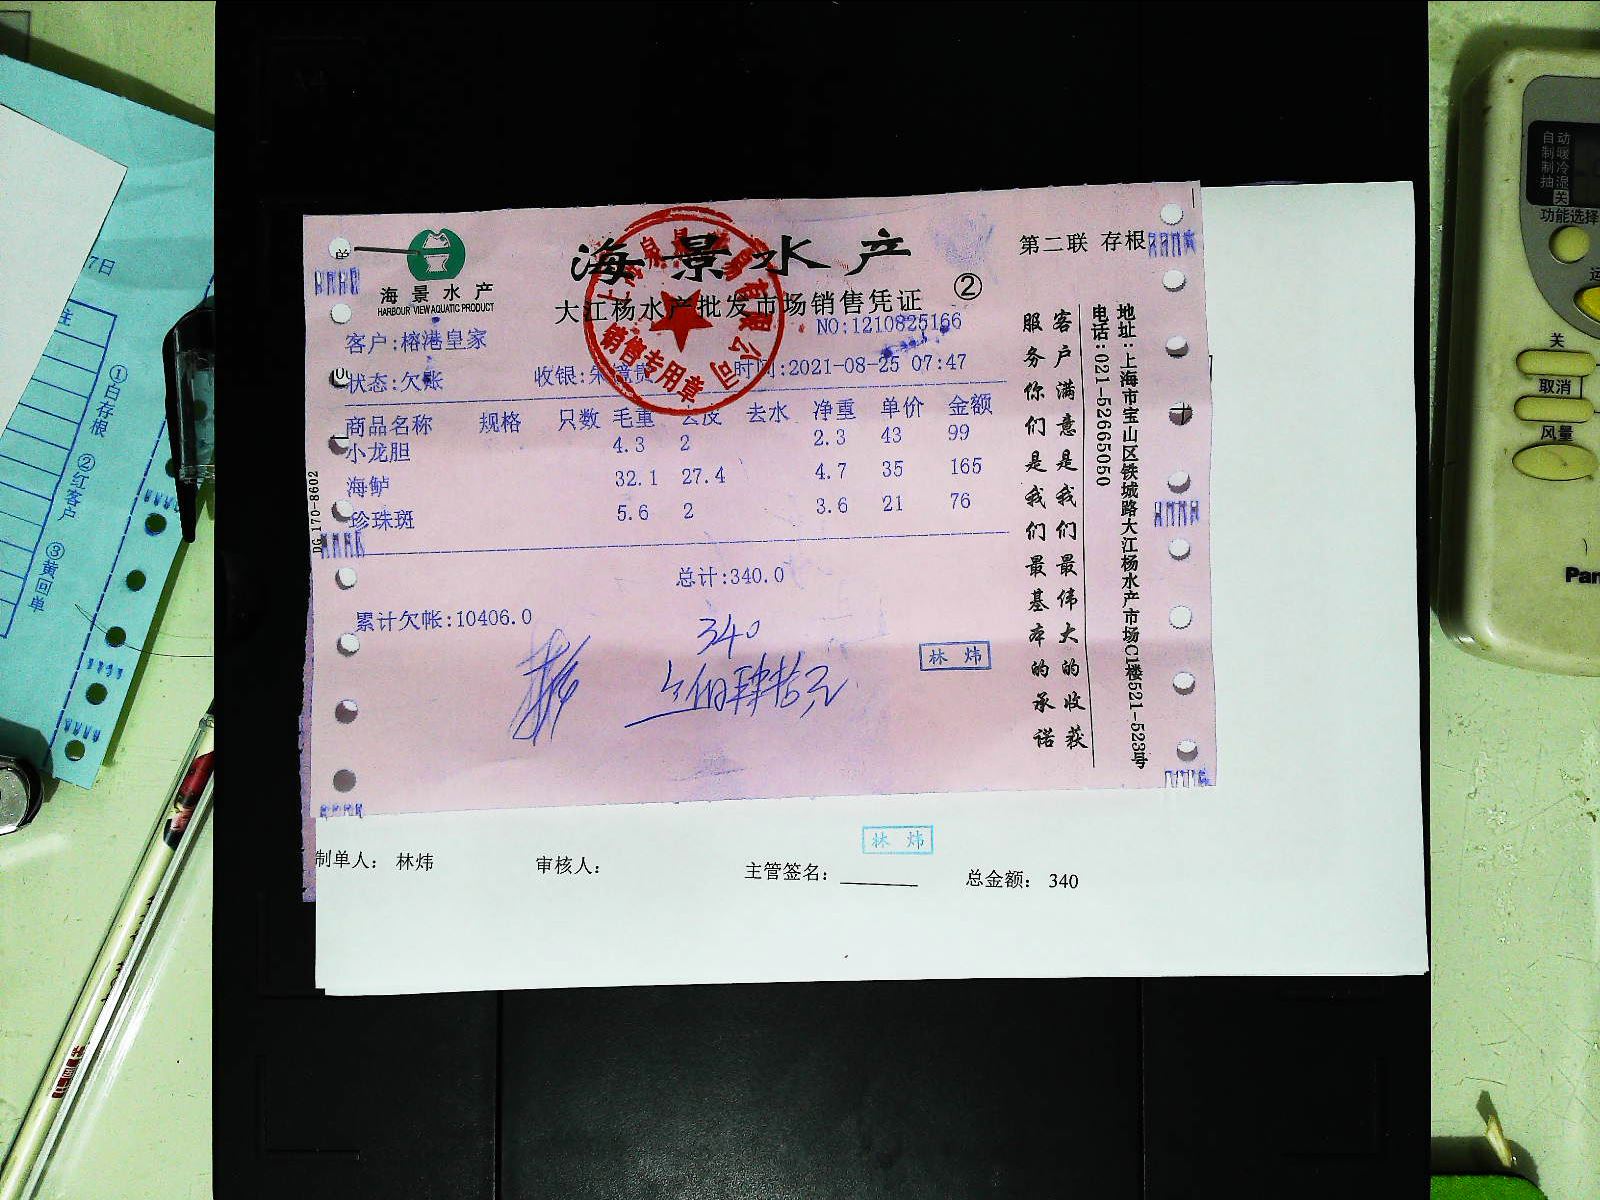 海景水产
HARBOUR VIEW AQUATIC PRODUCT
海景水产
大江杨水产批发市场销售凭证 ②
第二联 存根
NO:1210825166
客户:榕港皇家
状态:欠账 收银: 时间:2021-08-25 07:47
商品名称 规格 只数 毛重 去皮 去水 净重 单价 金额
小龙胆 4.3 2 2.3 43 99
海鲈 32.1 27.4 4.7 35 165
珍珠斑 5.6 2 3.6 21 76
总计:340.0
累计欠帐:10406.0
340
叁佰肆拾元
林炜
销售专用章
客户满意是我们最伟大的收获
服务你们是我们最基本的承诺
地址:上海市宝山区铁城路大江杨水产市场C1楼521-523号
电话:021-52665050
DG 170-8602
林炜
制单人: 林炜 审核人: 主管签名: 总金额: 340
7日
注
①白存根
②红客户
③黄回单
自动
制暖
制冷
抽湿
关
功能选择
关
取消
风量
Pan